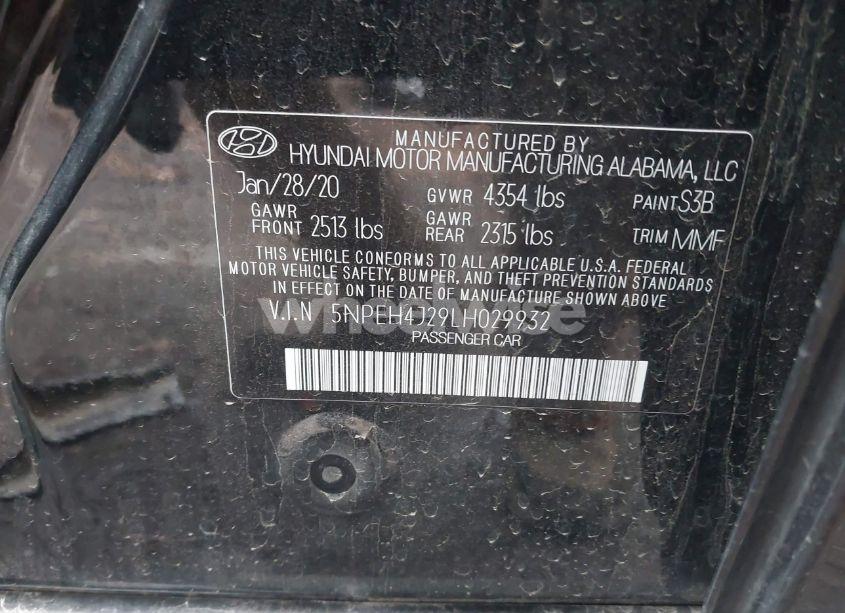 MANUFACTURED BY
HYUNDAI MOTOR MANUFACTURING ALABAMA, LLC
Jan/28/20 GVWR 4354 lbs PAINT S3B
GAWR FRONT 2513 lbs GAWR REAR 2315 lbs TRIM MMF
THIS VEHICLE CONFORMS TO ALL APPLICABLE U.S.A. FEDERAL
MOTOR VEHICLE SAFETY, BUMPER, AND THEFT PREVENTION STANDARDS
IN EFFECT ON THE DATE OF MANUFACTURE SHOWN ABOVE
V.I.N 5NPEH4J29LH029932
PASSENGER CAR